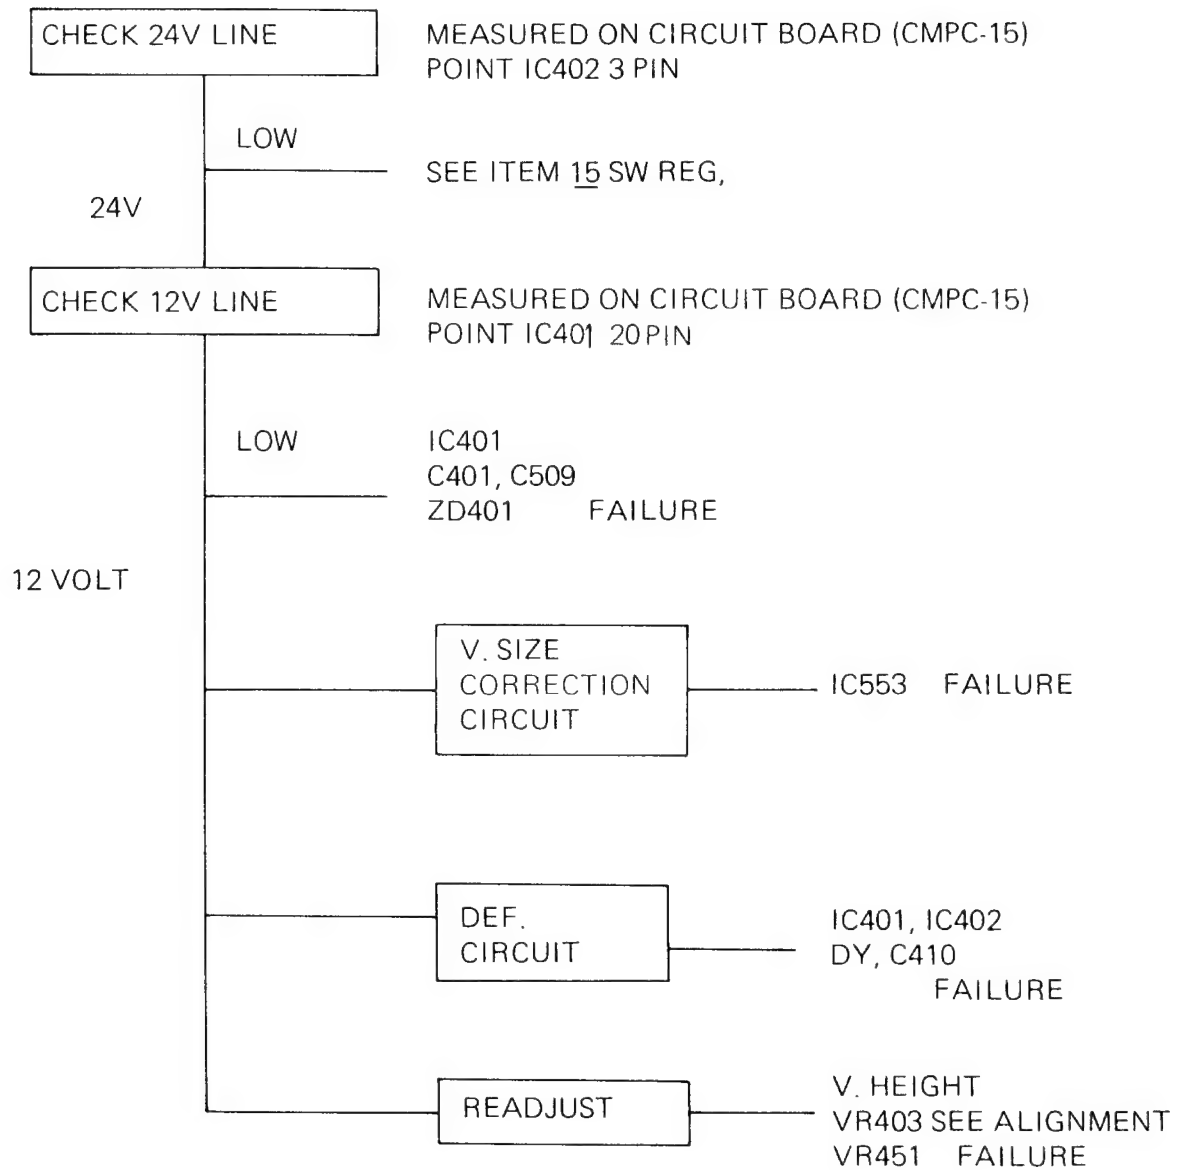 CHECK 24V LINE
MEASURED ON CIRCUIT BOARD (CMPC-15)
POINT IC402 3 PIN
LOW
SEE ITEM 15 SW REG,
24V
CHECK 12V LINE
MEASURED ON CIRCUIT BOARD (CMPC-15)
POINT IC401 20 PIN
LOW
IC401
C401, C509
ZD401 FAILURE
12 VOLT
V. SIZE
CORRECTION
CIRCUIT
IC553 FAILURE
DEF.
CIRCUIT
IC401, IC402
DY, C410
FAILURE
READJUST
V. HEIGHT
VR403 SEE ALIGNMENT
VR451 FAILURE